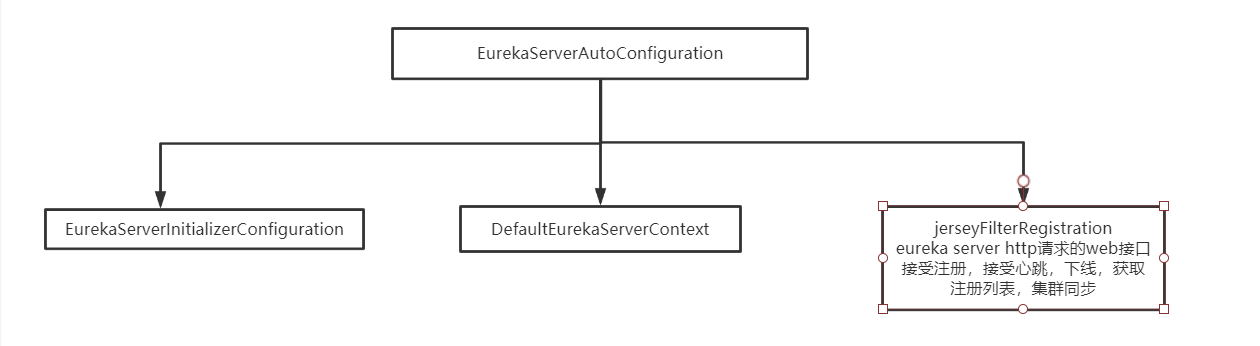 EurekaServerAutoConfiguration
EurekaServerInitializerConfiguration
DefaultEurekaServerContext
jerseyFilterRegistration
eureka server http请求的web接口
接受注册，接受心跳，下线，获取
注册列表，集群同步